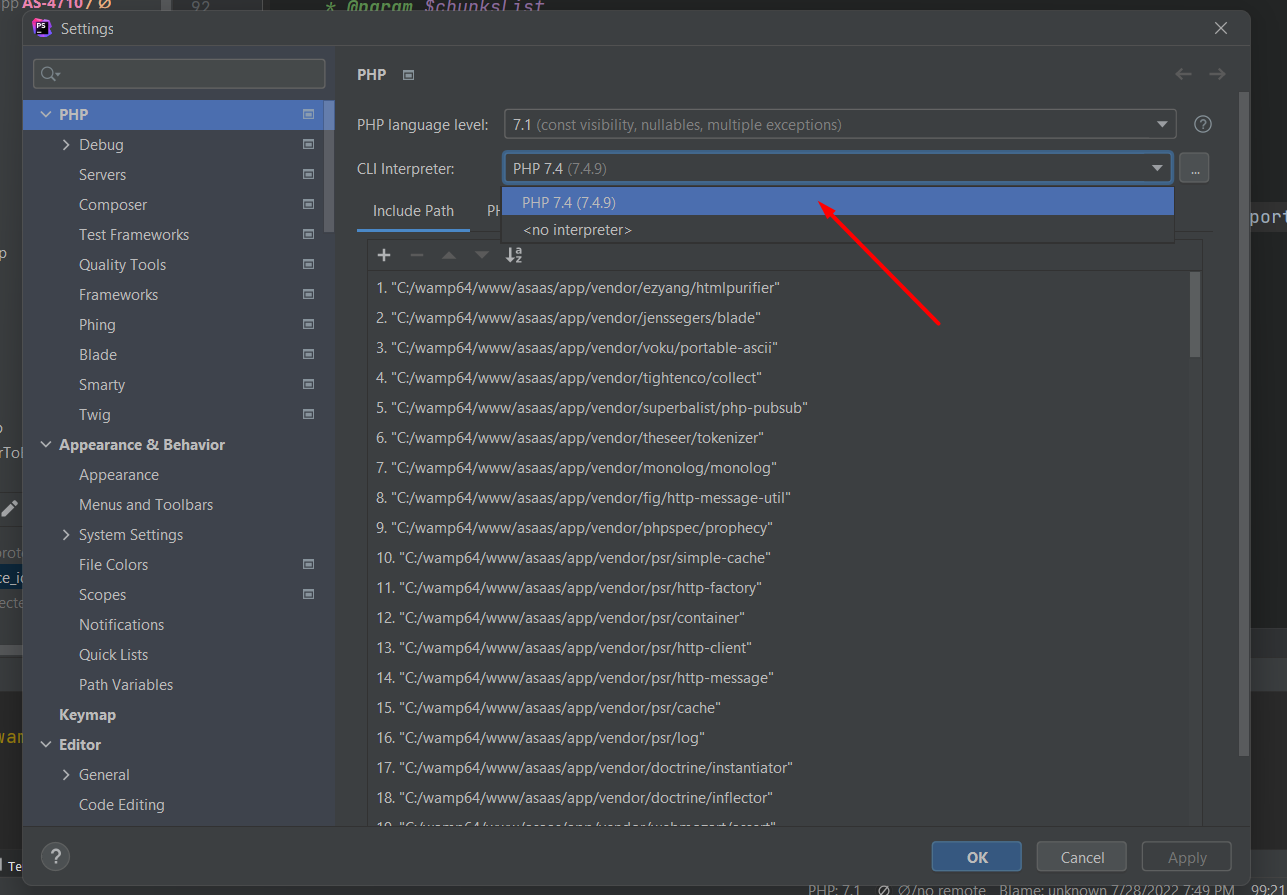 pp AS-4710 / Ø
92
* @param $chunksList
PS
Settings
PHP
Debug
Servers
Composer
Test Frameworks
Quality Tools
Frameworks
Phing
Blade
Smarty
Twig
Appearance & Behavior
Appearance
Menus and Toolbars
System Settings
File Colors
Scopes
Notifications
Quick Lists
Path Variables
Keymap
Editor
General
Code Editing
PHP
PHP language level:
7.1 (const visibility, nullables, multiple exceptions)
?
CLI Interpreter:
PHP 7.4 (7.4.9)
...
PHP 7.4 (7.4.9)
<no interpreter>
Include Path
1. "C:/wamp64/www/asaas/app/vendor/ezyang/htmlpurifier"
2. "C:/wamp64/www/asaas/app/vendor/jenssegers/blade"
3. "C:/wamp64/www/asaas/app/vendor/voku/portable-ascii"
4. "C:/wamp64/www/asaas/app/vendor/tightenco/collect"
5. "C:/wamp64/www/asaas/app/vendor/superbalist/php-pubsub"
6. "C:/wamp64/www/asaas/app/vendor/theseer/tokenizer"
7. "C:/wamp64/www/asaas/app/vendor/monolog/monolog"
8. "C:/wamp64/www/asaas/app/vendor/fig/http-message-util"
9. "C:/wamp64/www/asaas/app/vendor/phpspec/prophecy"
10. "C:/wamp64/www/asaas/app/vendor/psr/simple-cache"
11. "C:/wamp64/www/asaas/app/vendor/psr/http-factory"
12. "C:/wamp64/www/asaas/app/vendor/psr/container"
13. "C:/wamp64/www/asaas/app/vendor/psr/http-client"
14. "C:/wamp64/www/asaas/app/vendor/psr/http-message"
15. "C:/wamp64/www/asaas/app/vendor/psr/cache"
16. "C:/wamp64/www/asaas/app/vendor/psr/log"
17. "C:/wamp64/www/asaas/app/vendor/doctrine/instantiator"
18. "C:/wamp64/www/asaas/app/vendor/doctrine/inflector"
?
OK
Cancel
Apply
PHP: 7.1
Ø/no remote
Blame: unknown 7/28/2022 7:49 PM
99:21